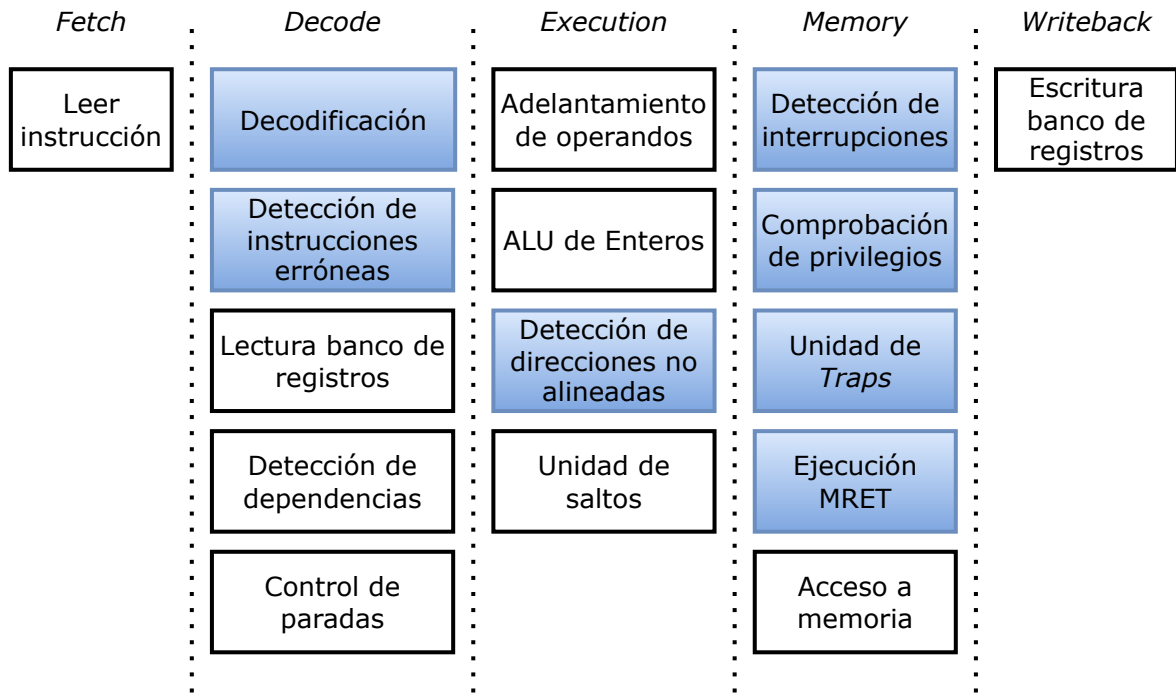 Fetch
Decode
Execution
Memory
Writeback
Leer
instrucción
Decodificación
Detección de
instrucciones
erróneas
Lectura banco de
registros
Detección de
dependencias
Control de
paradas
Adelantamiento
de operandos
ALU de Enteros
Detección de
direcciones no
alineadas
Unidad de
saltos
Detección de
interrupciones
Comprobación
de privilegios
Unidad de
Traps
Ejecución
MRET
Acceso a
memoria
Escritura
banco de
registros